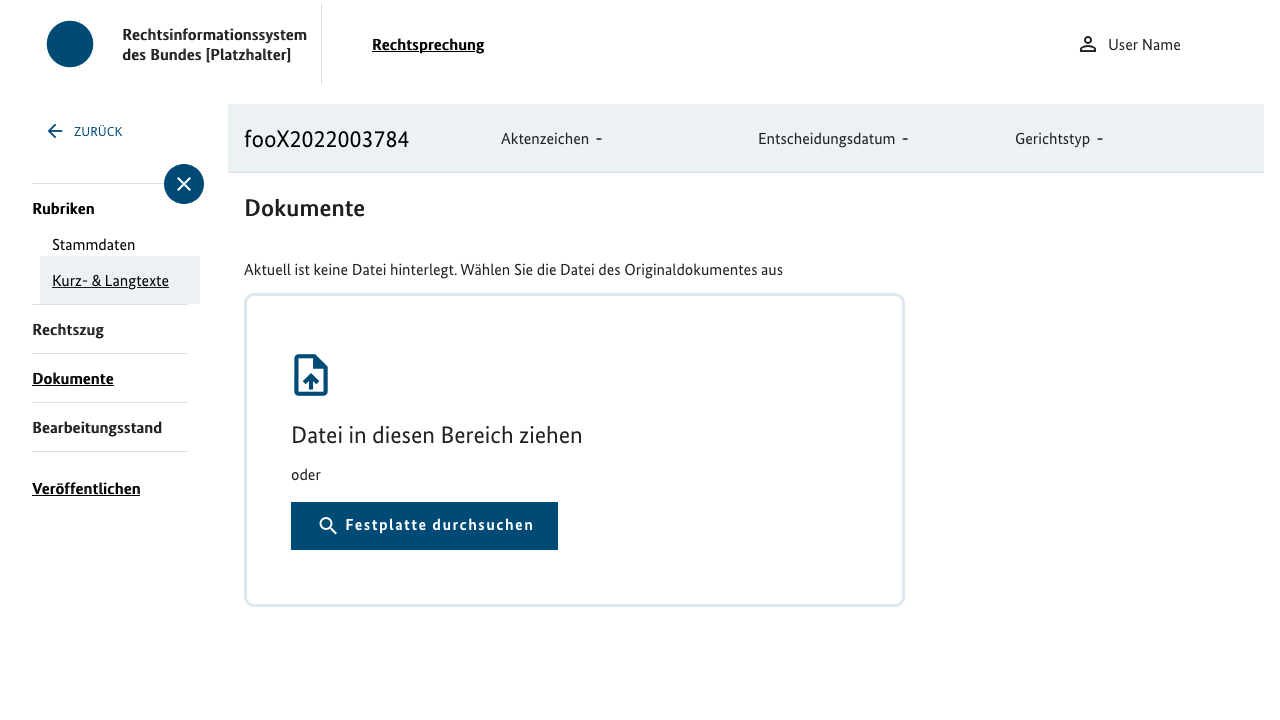 Rechtsinformationssystem
des Bundes [Platzhalter]
Rechtsprechung
User Name
ZURÜCK
fooX2022003784
Aktenzeichen -
Entscheidungsdatum -
Gerichtstyp -
Rubriken
Stammdaten
Kurz- & Langtexte
Rechtszug
Dokumente
Bearbeitungsstand
Veröffentlichen
Dokumente
Aktuell ist keine Datei hinterlegt. Wählen Sie die Datei des Originaldokumentes aus
Datei in diesen Bereich ziehen
oder
Festplatte durchsuchen